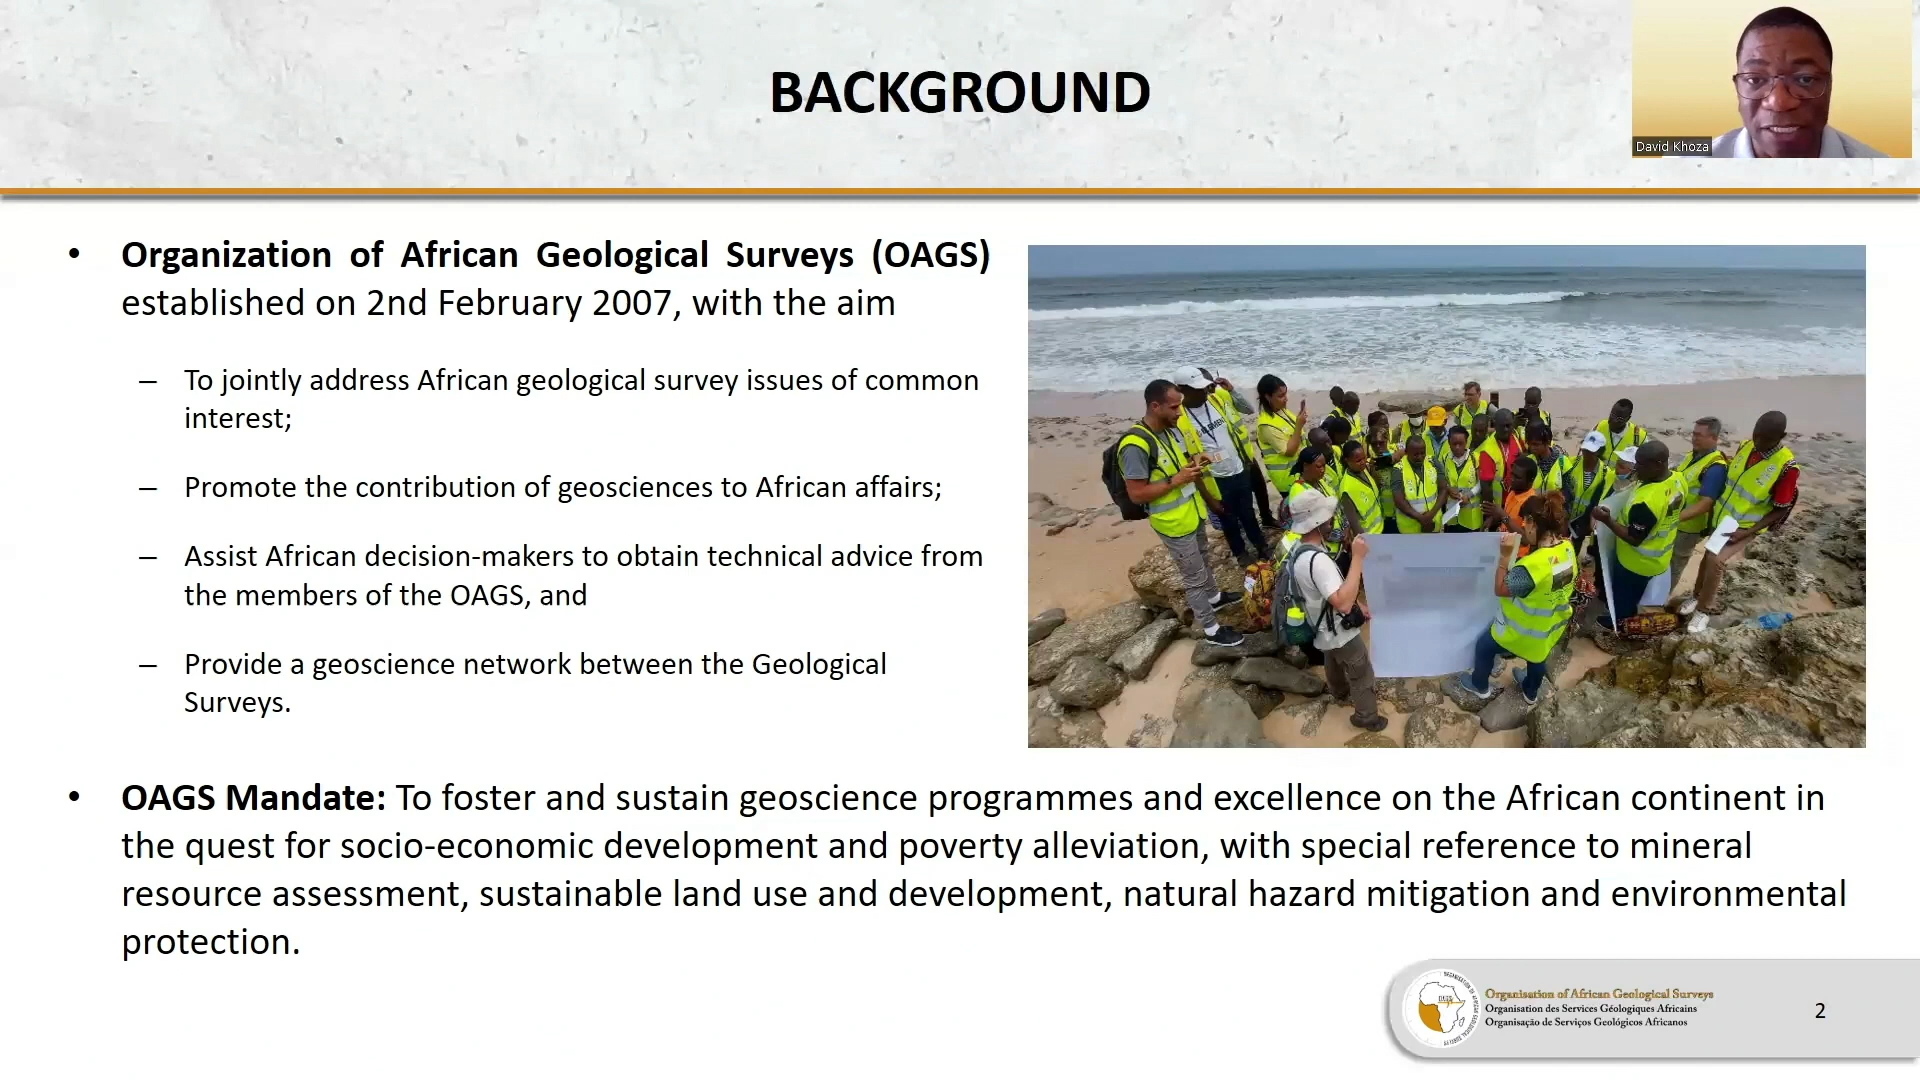 BACKGROUND
David Khoza
• Organization of African Geological Surveys (OAGS)
established on 2nd February 2007, with the aim
– To jointly address African geological survey issues of common
interest;
– Promote the contribution of geosciences to African affairs;
– Assist African decision-makers to obtain technical advice from
the members of the OAGS, and
– Provide a geoscience network between the Geological
Surveys.
• OAGS Mandate: To foster and sustain geoscience programmes and excellence on the African continent in
the quest for socio-economic development and poverty alleviation, with special reference to mineral
resource assessment, sustainable land use and development, natural hazard mitigation and environmental
protection.
Organisation of African Geological Surveys
Organisation des Services Géologiques Africains
Organisação de Serviços Geológicos Africanos
2